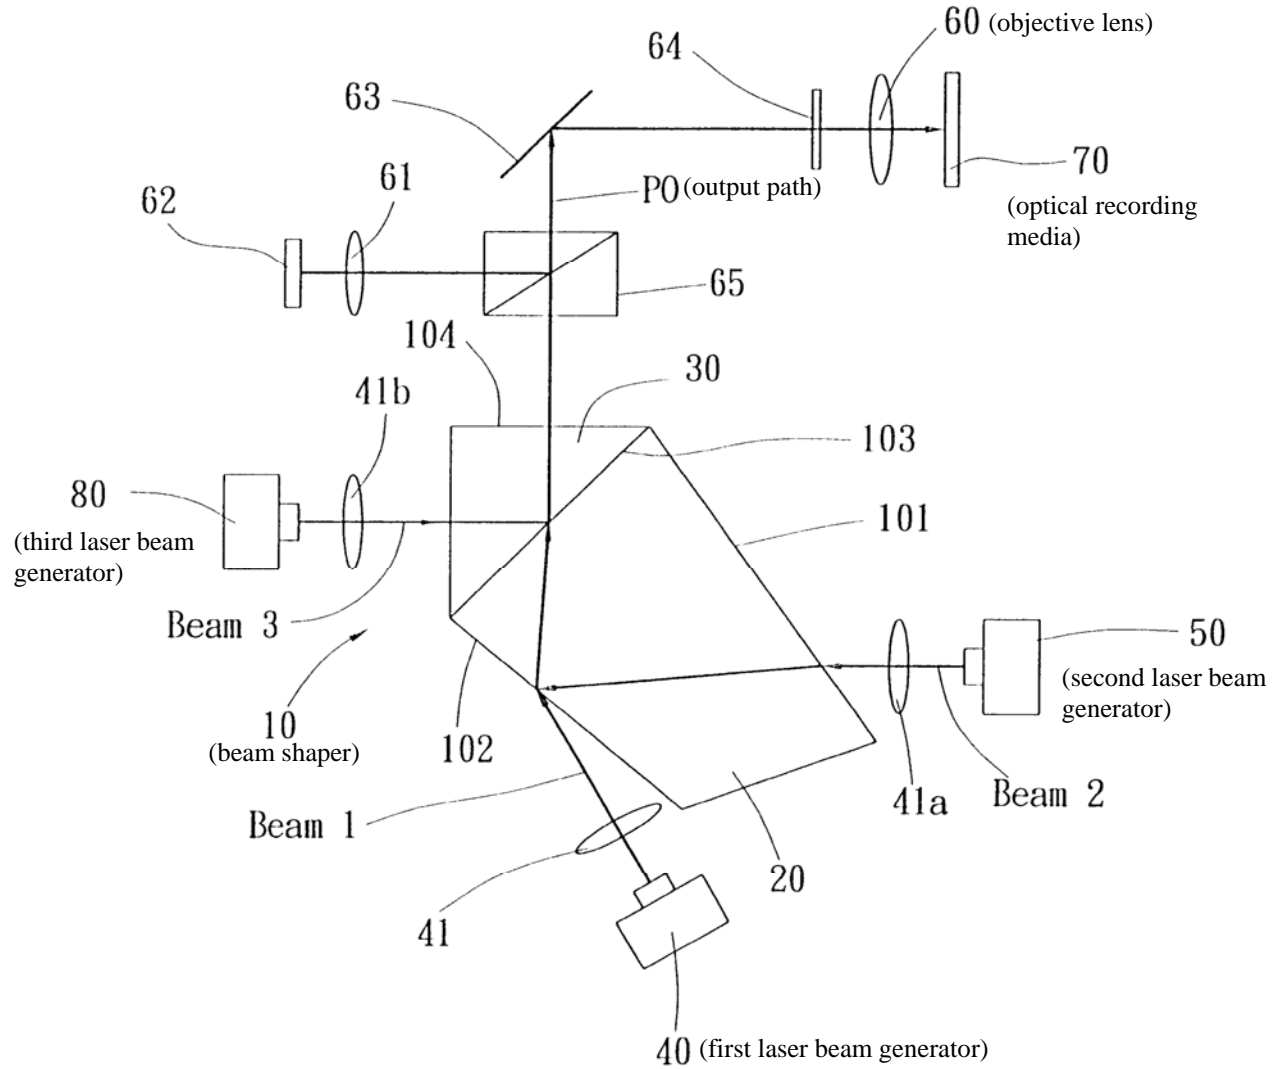 60 (objective lens)
64
63
70
(optical recording
media)
PO (output path)
61
62
65
104
30
41b
103
80
101
(third laser beam
generator)
Beam 3
50
(second laser beam
generator)
10
(beam shaper)
102
41a
Beam 2
Beam 1
20
41
40 (first laser beam generator)